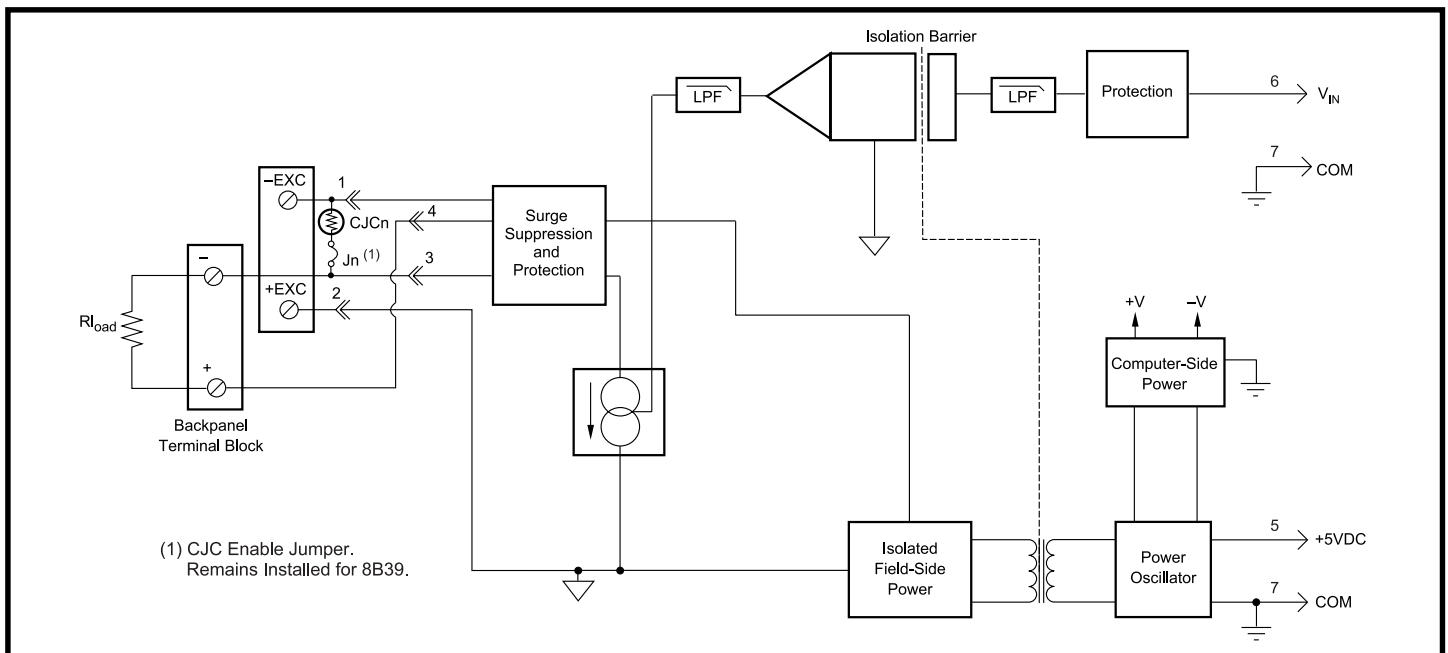 Isolation Barrier
LPF
LPF
Protection
6
V_IN
7
COM
–EXC
1
CJCn
4
Jn (1)
3
+EXC
2
Surge
Suppression
and
Protection
–
Rl_oad
+
Backpanel
Terminal Block
+V
–V
Computer-Side
Power
(1) CJC Enable Jumper.
Remains Installed for 8B39.
Isolated
Field-Side
Power
Power
Oscillator
5
+5VDC
7
COM